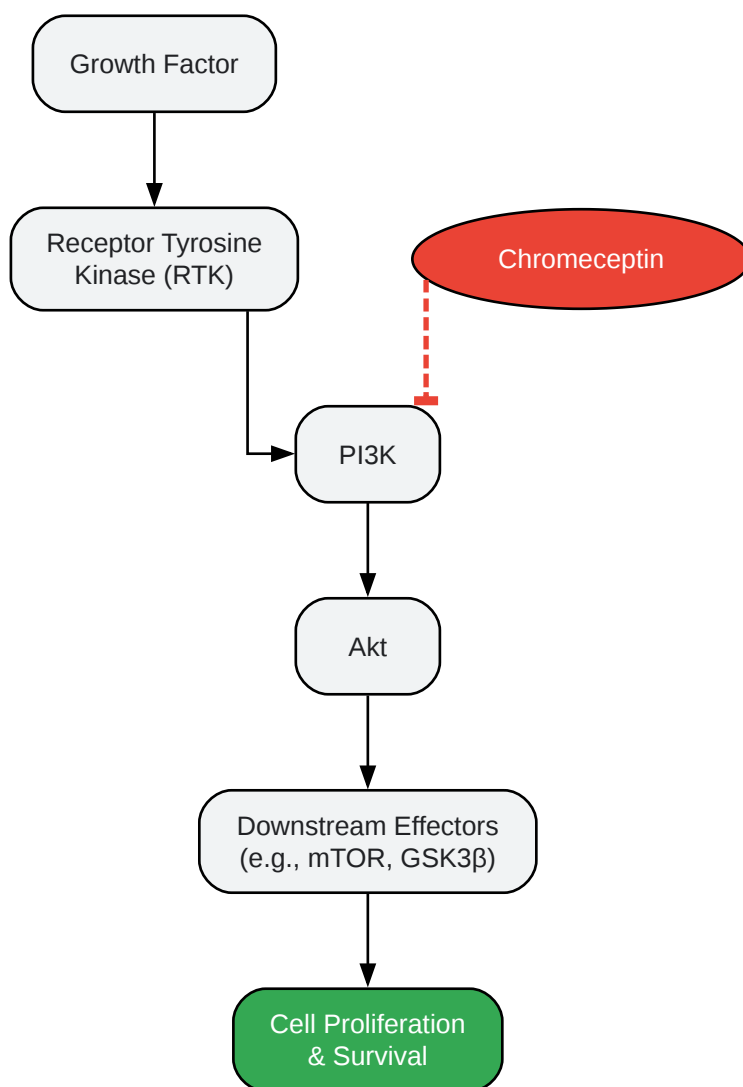 Growth Factor
Receptor Tyrosine
Kinase (RTK)
Chromeceptin
PI3K
Akt
Downstream Effectors
(e.g., mTOR, GSK3β)
Cell Proliferation
& Survival